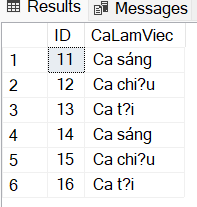 Results Messages
ID CaLamViec
1 11 Ca sáng
2 12 Ca chi?u
3 13 Ca t?i
4 14 Ca sáng
5 15 Ca chi?u
6 16 Ca t?i